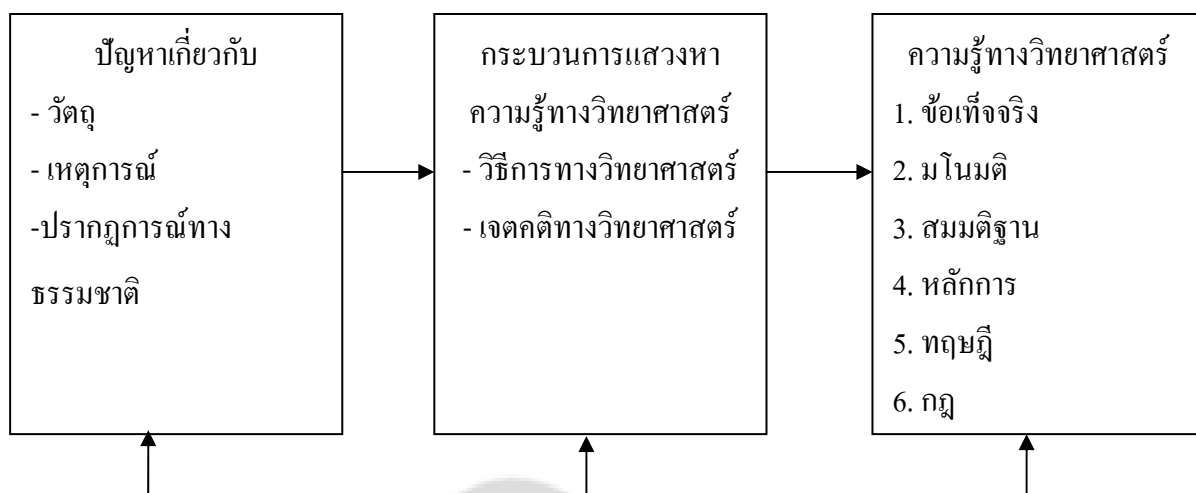 ปัญหาเกี่ยวกับ
- วัตถุ
- เหตุการณ์
-ปรากฏการณ์ทาง
ธรรมชาติ
กระบวนการแสวงหา
ความรู้ทางวิทยาศาสตร์
- วิธีการทางวิทยาศาสตร์
- เจตคติทางวิทยาศาสตร์
ความรู้ทางวิทยาศาสตร์
1. ข้อเท็จจริง
2. มโนมติ
3. สมมติฐาน
4. หลักการ
5. ทฤษฎี
6. กฎ